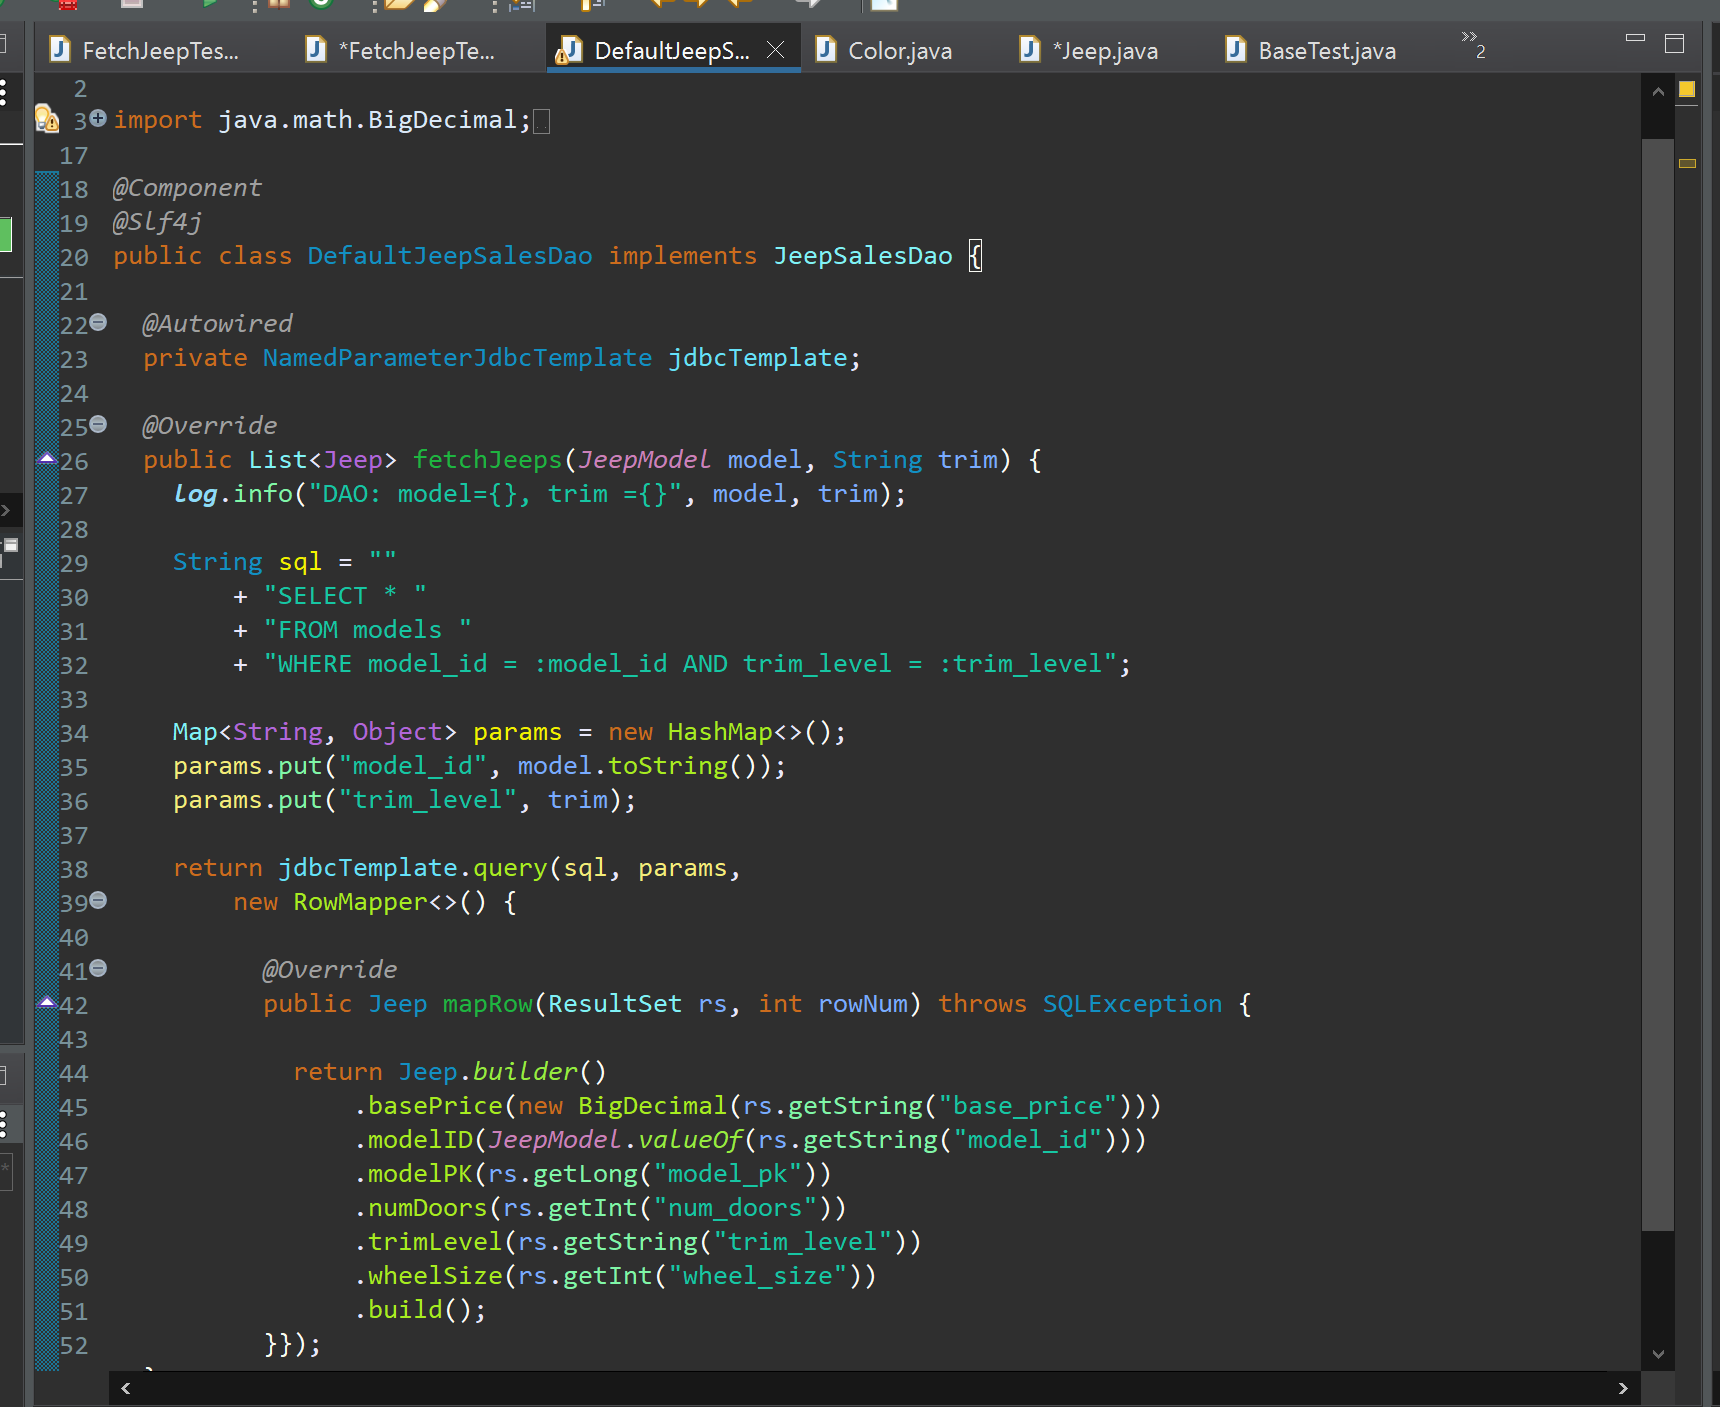 FetchJeepTes... *FetchJeepTe... DefaultJeepS... Color.java *Jeep.java BaseTest.java »2
2
3 import java.math.BigDecimal;
17
18 @Component
19 @Slf4j
20 public class DefaultJeepSalesDao implements JeepSalesDao {
21
22 @Autowired
23 private NamedParameterJdbcTemplate jdbcTemplate;
24
25 @Override
26 public List<Jeep> fetchJeeps(JeepModel model, String trim) {
27 log.info("DAO: model={}, trim ={}", model, trim);
28
29 String sql = ""
30 + "SELECT * "
31 + "FROM models "
32 + "WHERE model_id = :model_id AND trim_level = :trim_level";
33
34 Map<String, Object> params = new HashMap<>();
35 params.put("model_id", model.toString());
36 params.put("trim_level", trim);
37
38 return jdbcTemplate.query(sql, params,
39 new RowMapper<>() {
40
41 @Override
42 public Jeep mapRow(ResultSet rs, int rowNum) throws SQLException {
43
44 return Jeep.builder()
45 .basePrice(new BigDecimal(rs.getString("base_price")))
46 .modelID(JeepModel.valueOf(rs.getString("model_id")))
47 .modelPK(rs.getLong("model_pk"))
48 .numDoors(rs.getInt("num_doors"))
49 .trimLevel(rs.getString("trim_level"))
50 .wheelSize(rs.getInt("wheel_size"))
51 .build();
52 }});